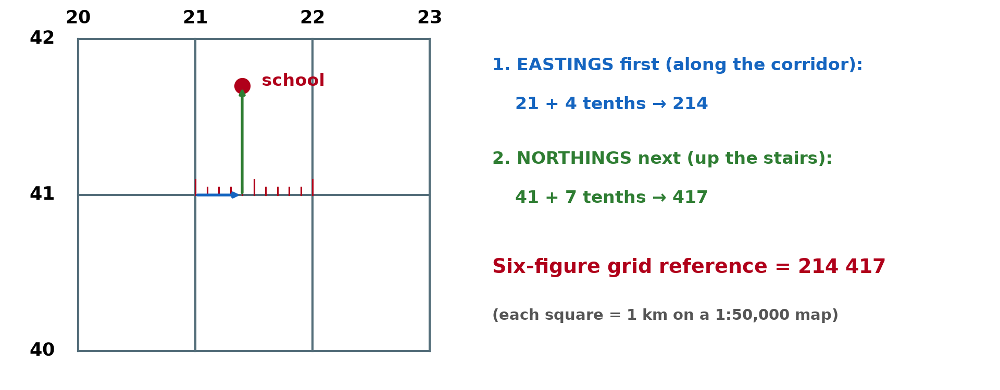 20 21 22 23
42
school
41
40
1. EASTINGS first (along the corridor):
21 + 4 tenths → 214
2. NORTHINGS next (up the stairs):
41 + 7 tenths → 417
Six-figure grid reference = 214 417
(each square = 1 km on a 1:50,000 map)